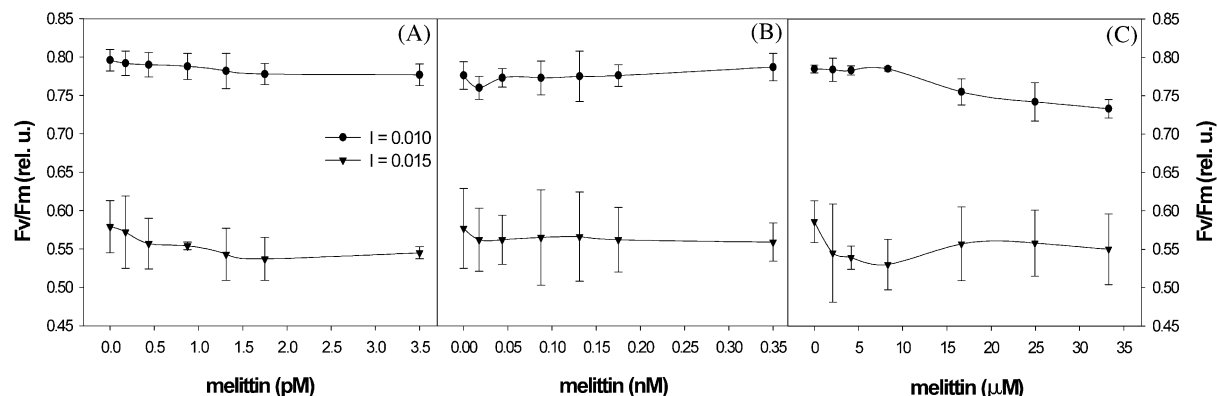 (A)
(B)
(C)
Fv/Fm (rel. u.)
0.85
0.80
0.75
0.70
0.65
0.60
0.55
0.50
0.45
I = 0.010
I = 0.015
0.85
0.80
0.75
0.70
0.65
0.60
0.55
0.50
0.45
Fv/Fm (rel. u.)
0.0 0.5 1.0 1.5 2.0 2.5 3.0 3.5
0.00 0.05 0.10 0.15 0.20 0.25 0.30 0.35
0 5 10 15 20 25 30 35
melittin (pM)
melittin (nM)
melittin (μM)